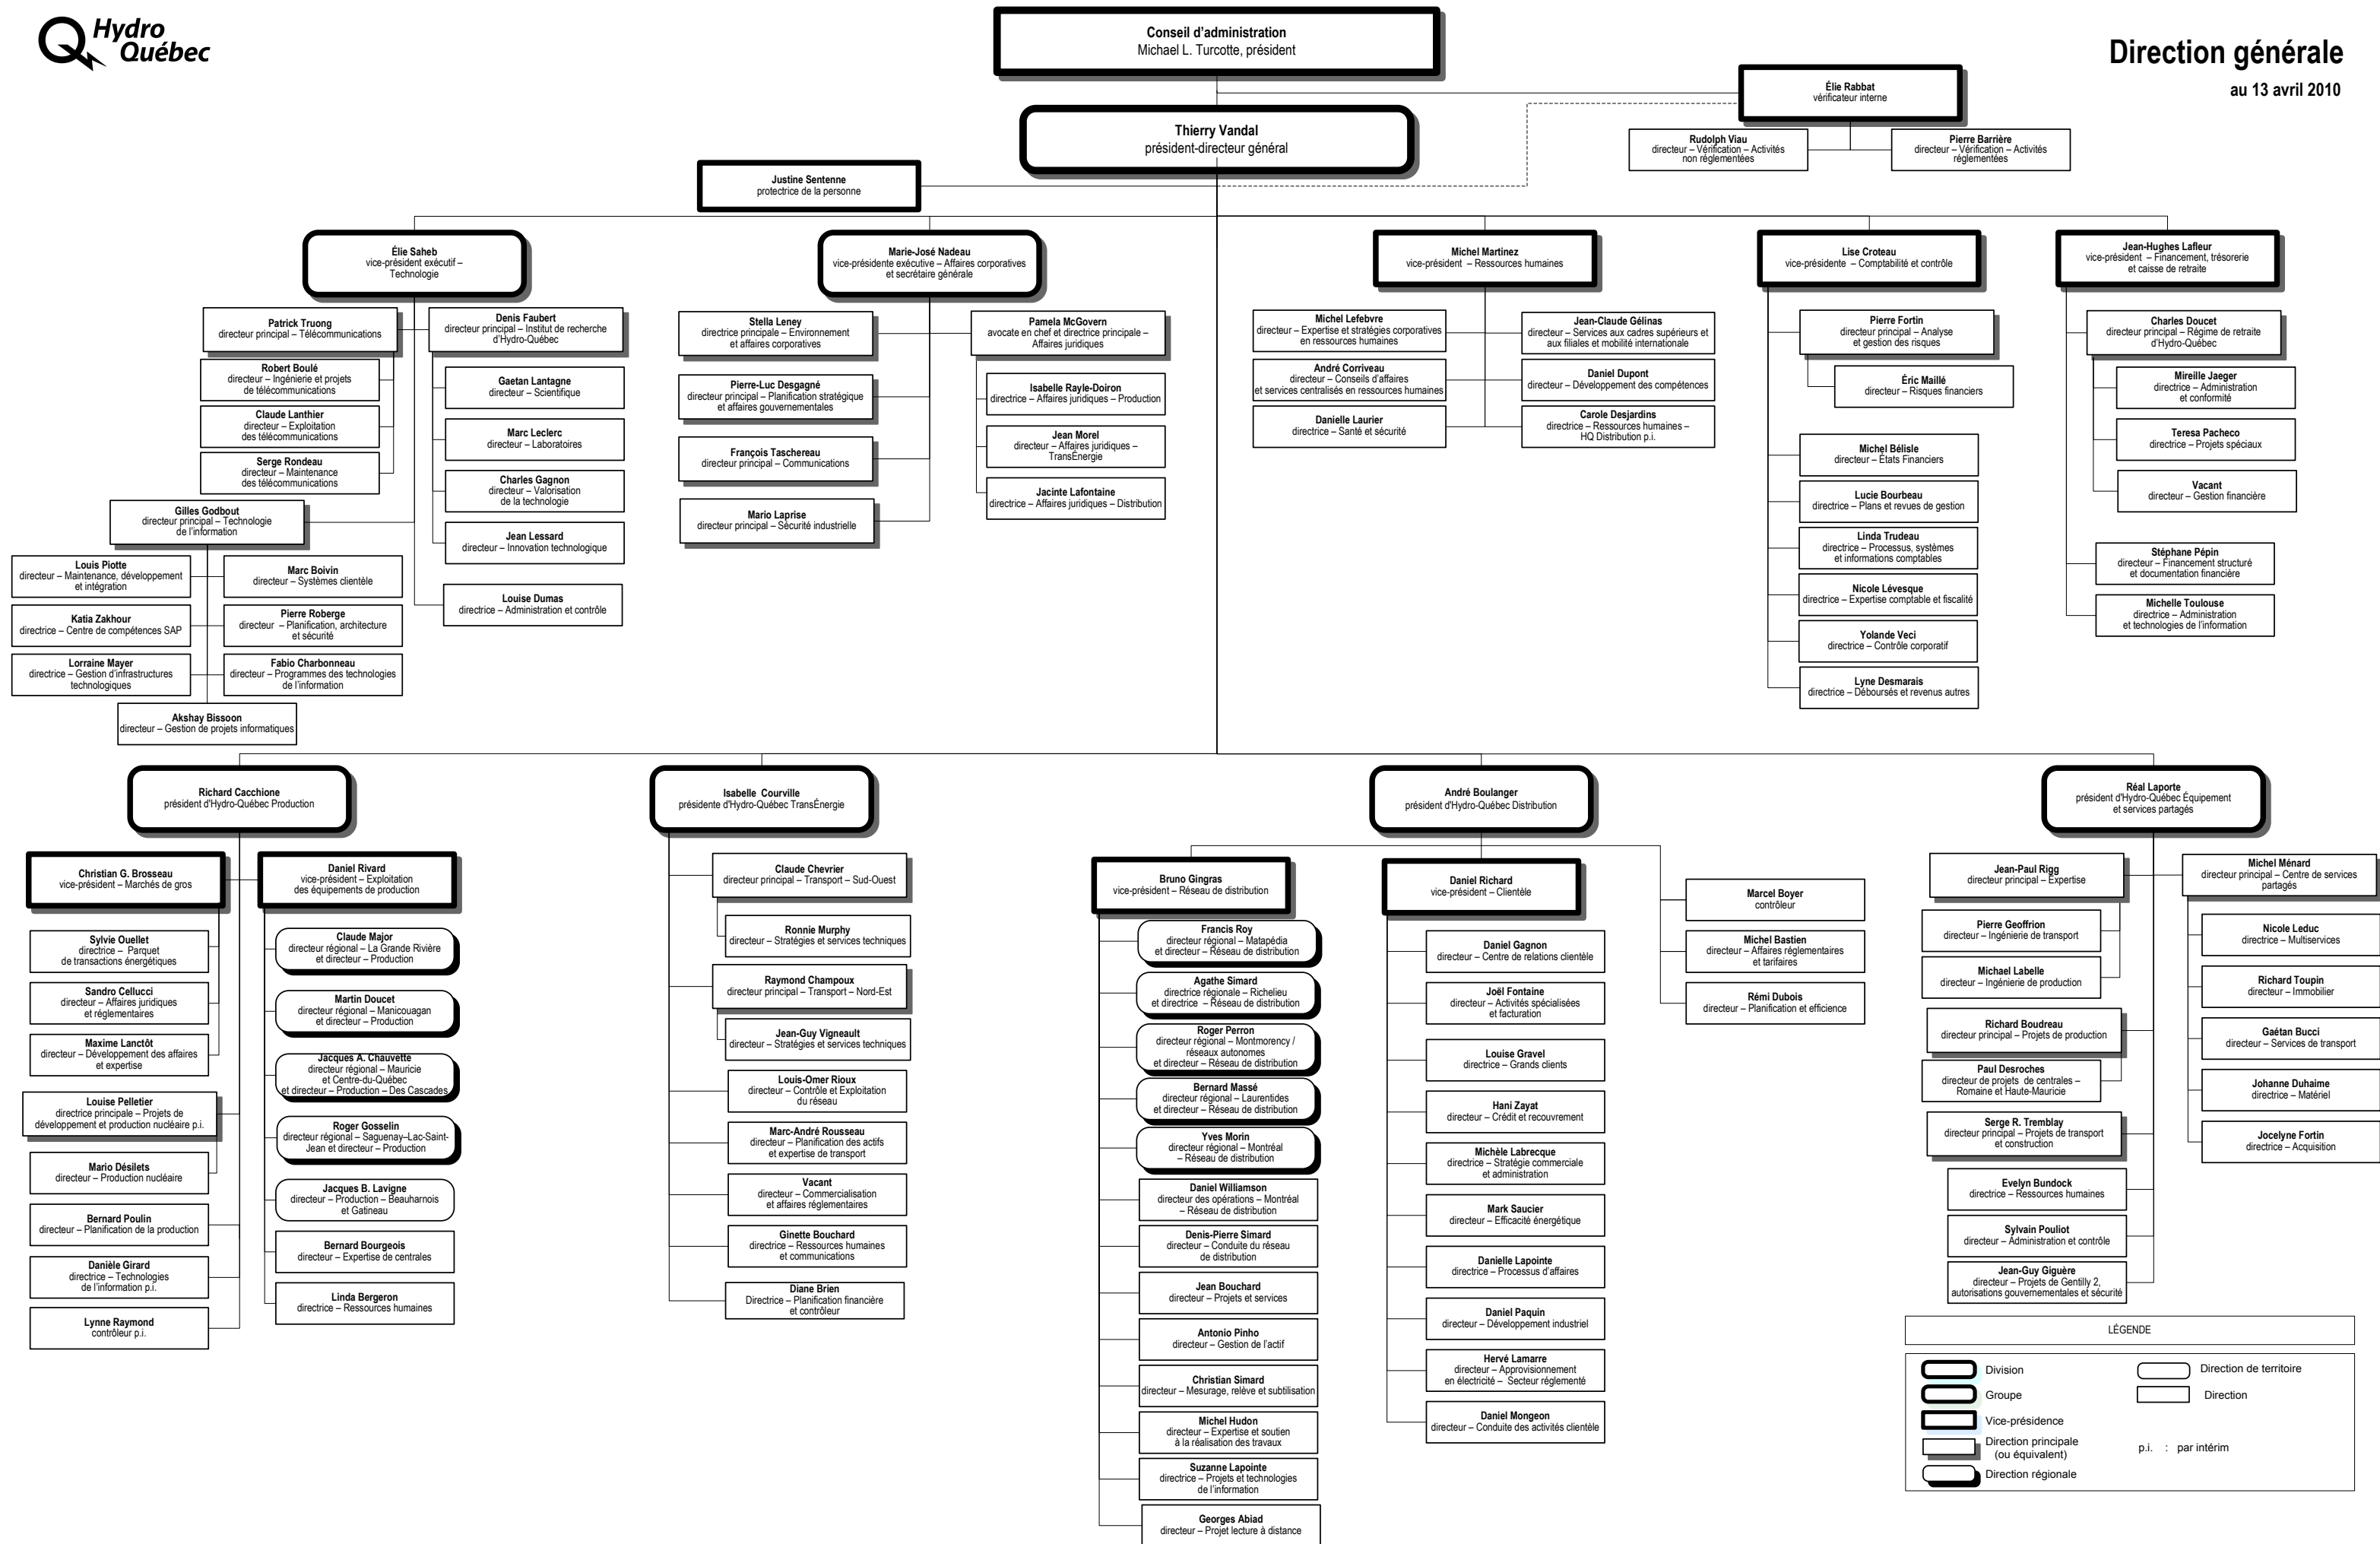 Hydro
Québec
Conseil d'administration
Michael L. Turcotte, président
Direction générale
au 13 avril 2010
Élie Rabbat
vérificateur interne
Thierry Vandal
président-directeur général
Rudolph Viau
directeur – Vérification – Activités
non réglementées
Pierre Barrière
directeur – Vérification – Activités
réglementées
Justine Sentenne
protectrice de la personne
Élie Saheb
vice-président exécutif –
Technologie
Marie-José Nadeau
vice-présidente exécutive – Affaires corporatives
et secrétaire générale
Michel Martinez
vice-président – Ressources humaines
Lise Croteau
vice-présidente – Comptabilité et contrôle
Jean-Hughes Lafleur
vice-président – Financement, trésorerie
et caisse de retraite
Patrick Truong
directeur principal – Télécommunications
Robert Boulé
directeur – Ingénierie et projets
de télécommunications
Claude Lanthier
directeur – Exploitation
des télécommunications
Serge Rondeau
directeur – Maintenance
des télécommunications
Denis Faubert
directeur principal – Institut de recherche
d'Hydro-Québec
Gaetan Lantagne
directeur – Scientifique
Marc Leclerc
directeur – Laboratoires
Charles Gagnon
directeur – Valorisation
de la technologie
Jean Lessard
directeur – Innovation technologique
Louise Dumas
directrice – Administration et contrôle
Gilles Godbout
directeur principal – Technologie
de l'information
Louis Piotte
directeur – Maintenance, développement
et intégration
Marc Boivin
directeur – Systèmes clientèle
Katia Zakhour
directrice – Centre de compétences SAP
Pierre Roberge
directeur – Planification, architecture
et sécurité
Lorraine Mayer
directrice – Gestion d'infrastructures
technologiques
Fabio Charbonneau
directeur – Programmes des technologies
de l'information
Akshay Bissoon
directeur – Gestion de projets informatiques
Stella Leney
directrice principale – Environnement
et affaires corporatives
Pierre-Luc Desgagné
directeur principal – Planification stratégique
et affaires gouvernementales
François Taschereau
directeur principal – Communications
Mario Laprise
directeur principal – Sécurité industrielle
Pamela McGovern
avocate en chef et directrice principale –
Affaires juridiques
Isabelle Rayle-Doiron
directrice – Affaires juridiques – Production
Jean Morel
directeur – Affaires juridiques –
TransÉnergie
Jacinte Lafontaine
directrice – Affaires juridiques – Distribution
Michel Lefebvre
directeur – Expertise et stratégies corporatives
en ressources humaines
Jean-Claude Gélinas
directeur – Services aux cadres supérieurs et
aux filiales et mobilité internationale
André Corriveau
directeur – Conseils d'affaires
et services centralisés en ressources humaines
Daniel Dupont
directeur – Développement des compétences
Danielle Laurier
directrice – Santé et sécurité
Carole Desjardins
directrice – Ressources humaines –
HQ Distribution p.i.
Pierre Fortin
directeur principal – Analyse
et gestion des risques
Éric Maillé
directeur – Risques financiers
Michel Bélisle
directeur – États Financiers
Lucie Bourbeau
directrice – Plans et revues de gestion
Linda Trudeau
directrice – Processus, systèmes
et informations comptables
Nicole Lévesque
directrice – Expertise comptable et fiscalité
Yolande Veci
directrice – Contrôle corporatif
Lyne Desmarais
directrice – Déboursés et revenus autres
Charles Doucet
directeur principal – Régime de retraite
d'Hydro-Québec
Mireille Jaeger
directrice – Administration
et conformité
Teresa Pacheco
directrice – Projets spéciaux
Vacant
directeur – Gestion financière
Stéphane Pépin
directeur – Financement structuré
et documentation financière
Michelle Toulouse
directrice – Administration
et technologies de l'information
Richard Cacchione
président d'Hydro-Québec Production
Isabelle Courville
présidente d'Hydro-Québec TransÉnergie
André Boulanger
président d'Hydro-Québec Distribution
Réal Laporte
président d'Hydro-Québec Équipement
et services partagés
Christian G. Brosseau
vice-président – Marchés de gros
Sylvie Ouellet
directrice – Parquet
de transactions énergétiques
Sandro Cellucci
directeur – Affaires juridiques
et réglementaires
Maxime Lanctôt
directeur – Développement des affaires
et expertise
Louise Pelletier
directrice principale – Projets de
développement et production nucléaire p.i.
Mario Désilets
directeur – Production nucléaire
Bernard Poulin
directeur – Planification de la production
Danièle Girard
directrice – Technologies
de l'information p.i.
Lynne Raymond
contrôleur p.i.
Daniel Rivard
vice-président – Exploitation
des équipements de production
Claude Major
directeur régional – La Grande Rivière
et directeur – Production
Martin Doucet
directeur régional – Manicouagan
et directeur – Production
Jacques A. Chauvette
directeur régional – Mauricie
et Centre-du-Québec
et directeur – Production – Des Cascades
Roger Gosselin
directeur régional – Saguenay–Lac-Saint-
Jean et directeur – Production
Jacques B. Lavigne
directeur – Production – Beauharnois
et Gatineau
Bernard Bourgeois
directeur – Expertise de centrales
Linda Bergeron
directrice – Ressources humaines
Claude Chevrier
directeur principal – Transport – Sud-Ouest
Ronnie Murphy
directeur – Stratégies et services techniques
Raymond Champoux
directeur principal – Transport – Nord-Est
Jean-Guy Vigneault
directeur – Stratégies et services techniques
Louis-Omer Rioux
directeur – Contrôle et Exploitation
du réseau
Marc-André Rousseau
directeur – Planification des actifs
et expertise de transport
Vacant
directeur – Commercialisation
et affaires réglementaires
Ginette Bouchard
directrice – Ressources humaines
et communications
Diane Brien
Directrice – Planification financière
et contrôleur
Bruno Gingras
vice-président – Réseau de distribution
Francis Roy
directeur régional – Matapédia
et directeur – Réseau de distribution
Agathe Simard
directrice régionale – Richelieu
et directrice – Réseau de distribution
Roger Perron
directeur régional – Montmorency /
réseaux autonomes
et directeur – Réseau de distribution
Bernard Massé
directeur régional – Laurentides
et directeur – Réseau de distribution
Yves Morin
directeur régional – Montréal
– Réseau de distribution
Daniel Williamson
directeur des opérations – Montréal
– Réseau de distribution
Denis-Pierre Simard
directeur – Conduite du réseau
de distribution
Jean Bouchard
directeur – Projets et services
Antonio Pinho
directeur – Gestion de l'actif
Christian Simard
directeur – Mesurage, relève et subtilisation
Michel Hudon
directeur – Expertise et soutien
à la réalisation des travaux
Suzanne Lapointe
directrice – Projets et technologies
de l'information
Georges Abiad
directeur – Projet lecture à distance
Daniel Richard
vice-président – Clientèle
Daniel Gagnon
directeur – Centre de relations clientèle
Joël Fontaine
directeur – Activités spécialisées
et facturation
Louise Gravel
directrice – Grands clients
Hani Zayat
directeur – Crédit et recouvrement
Michèle Labrecque
directrice – Stratégie commerciale
et administration
Mark Saucier
directeur – Efficacité énergétique
Danielle Lapointe
directrice – Processus d'affaires
Daniel Paquin
directeur – Développement industriel
Hervé Lamarre
directeur – Approvisionnement
en électricité – Secteur réglementé
Daniel Mongeon
directeur – Conduite des activités clientèle
Marcel Boyer
contrôleur
Michel Bastien
directeur – Affaires réglementaires
et tarifaires
Rémi Dubois
directeur – Planification et efficience
Jean-Paul Rigg
directeur principal – Expertise
Pierre Geoffrion
directeur – Ingénierie de transport
Michael Labelle
directeur – Ingénierie de production
Richard Boudreau
directeur principal – Projets de production
Paul Desroches
directeur de projets de centrales –
Romaine et Haute-Mauricie
Serge R. Tremblay
directeur principal – Projets de transport
et construction
Evelyn Bundock
directrice – Ressources humaines
Sylvain Pouliot
directeur – Administration et contrôle
Jean-Guy Giguère
directeur – Projets de Gentilly 2,
autorisations gouvernementales et sécurité
Michel Ménard
directeur principal – Centre de services
partagés
Nicole Leduc
directrice – Multiservices
Richard Toupin
directeur – Immobilier
Gaétan Bucci
directeur – Services de transport
Johanne Duhaime
directrice – Matériel
Jocelyne Fortin
directrice – Acquisition
LÉGENDE
Division
Groupe
Vice-présidence
Direction principale
(ou équivalent)
Direction régionale
Direction de territoire
Direction
p.i. : par intérim